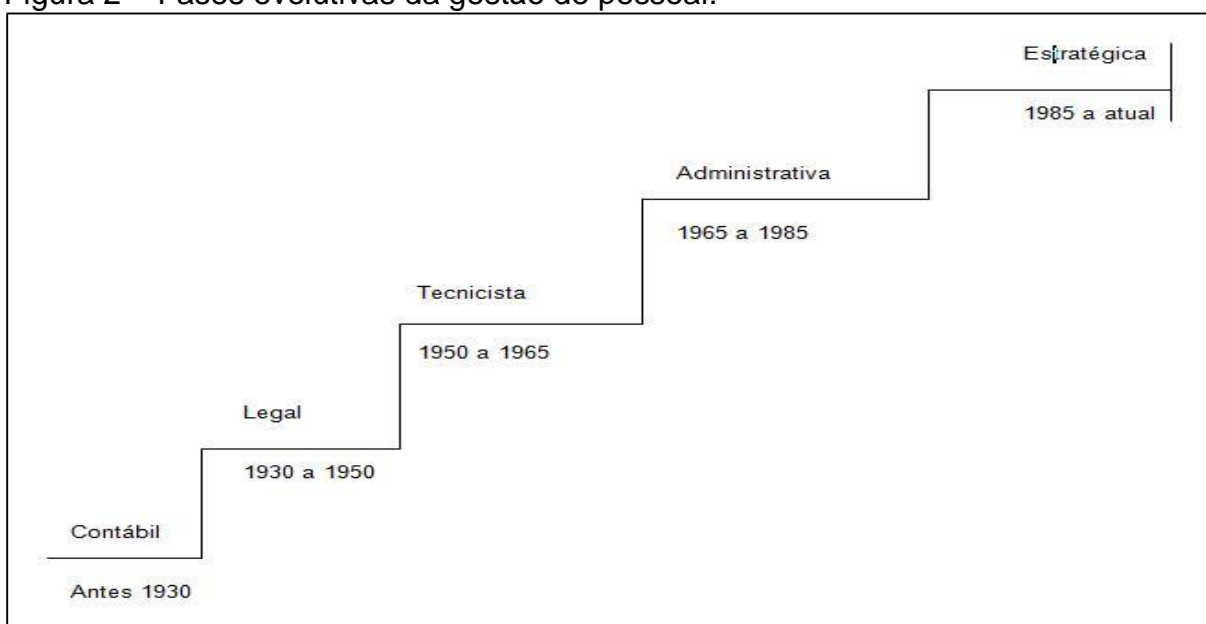 Figura 2 – Fases evolutivas da gestão de pessoal.
Estratégica
1985 a atual
Administrativa
1965 a 1985
Tecnicista
1950 a 1965
Legal
1930 a 1950
Contábil
Antes 1930